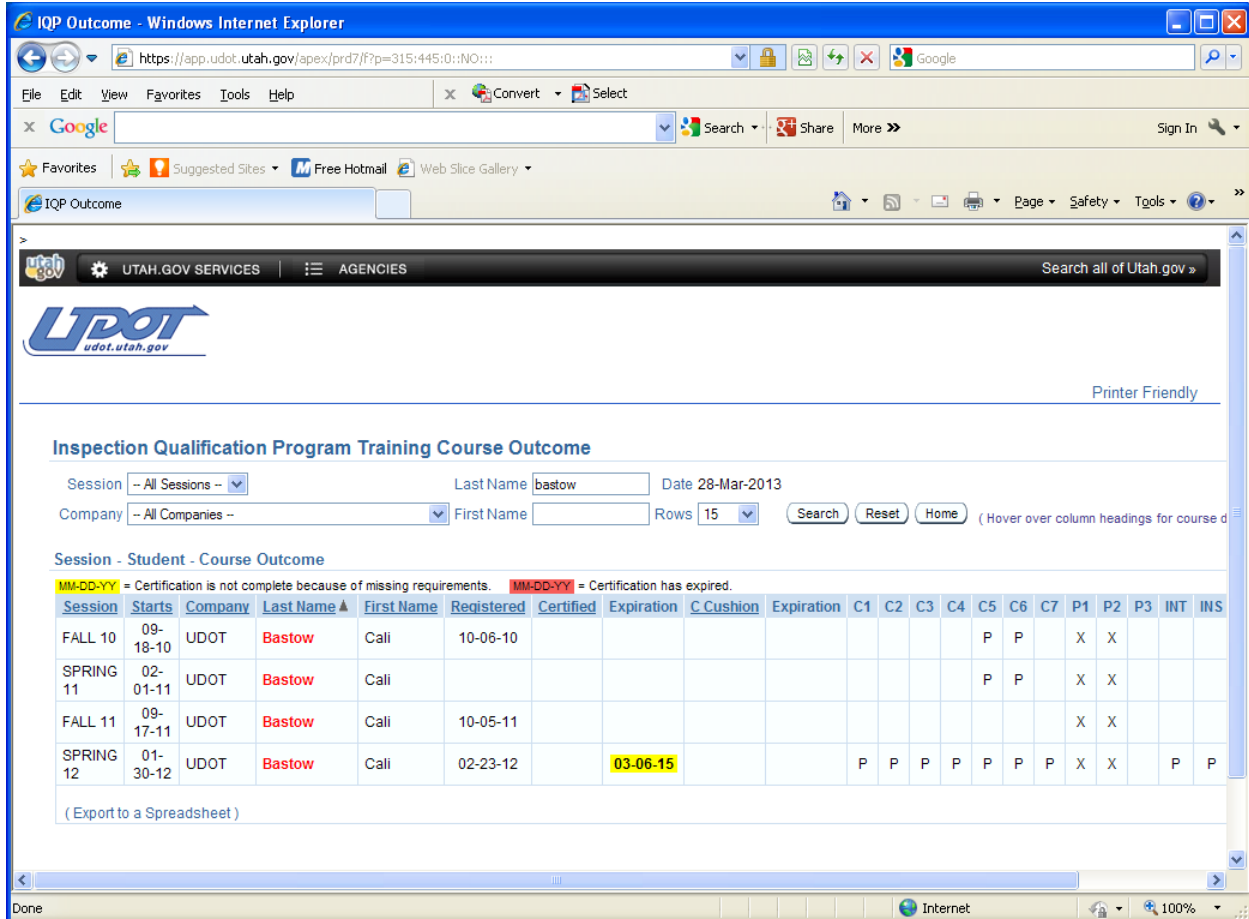 IQP Outcome - Windows Internet Explorer
https://app.udot.utah.gov/apex/prd7/f?p=315:445:0::NO:::
Google
File Edit View Favorites Tools Help x Convert Select
x Google Search Share More >> Sign In
Favorites Suggested Sites Free Hotmail Web Slice Gallery
IQP Outcome Page Safety Tools >>
>
utah gov UTAH.GOV SERVICES | AGENCIES Search all of Utah.gov »
UDOT
udot.utah.gov
Printer Friendly
Inspection Qualification Program Training Course Outcome
Session -- All Sessions -- Last Name bastow Date 28-Mar-2013
Company -- All Companies -- First Name Rows 15 Search Reset Home ( Hover over column headings for course d
Session - Student - Course Outcome
MM-DD-YY = Certification is not complete because of missing requirements. MM-DD-YY = Certification has expired.
Session Starts Company Last Name First Name Registered Certified Expiration C Cushion Expiration C1 C2 C3 C4 C5 C6 C7 P1 P2 P3 INT INS
FALL 10 09-18-10 UDOT Bastow Cali 10-06-10 P P X X
SPRING 11 02-01-11 UDOT Bastow Cali P P X X
FALL 11 09-17-11 UDOT Bastow Cali 10-05-11 X X
SPRING 12 01-30-12 UDOT Bastow Cali 02-23-12 03-06-15 P P P P P P P X X P P
( Export to a Spreadsheet )
Done Internet 100%